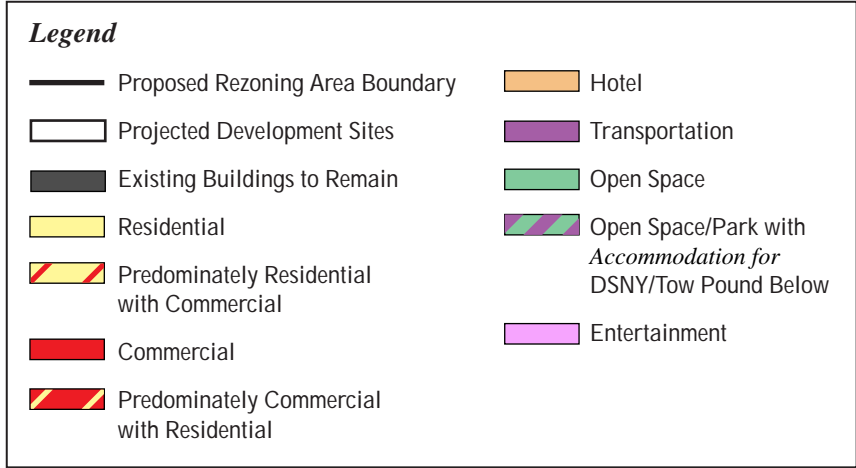 Legend
Proposed Rezoning Area Boundary
Projected Development Sites
Existing Buildings to Remain
Residential
Predominately Residential
with Commercial
Commercial
Predominately Commercial
with Residential
Hotel
Transportation
Open Space
Open Space/Park with
Accommodation for
DSNY/Tow Pound Below
Entertainment